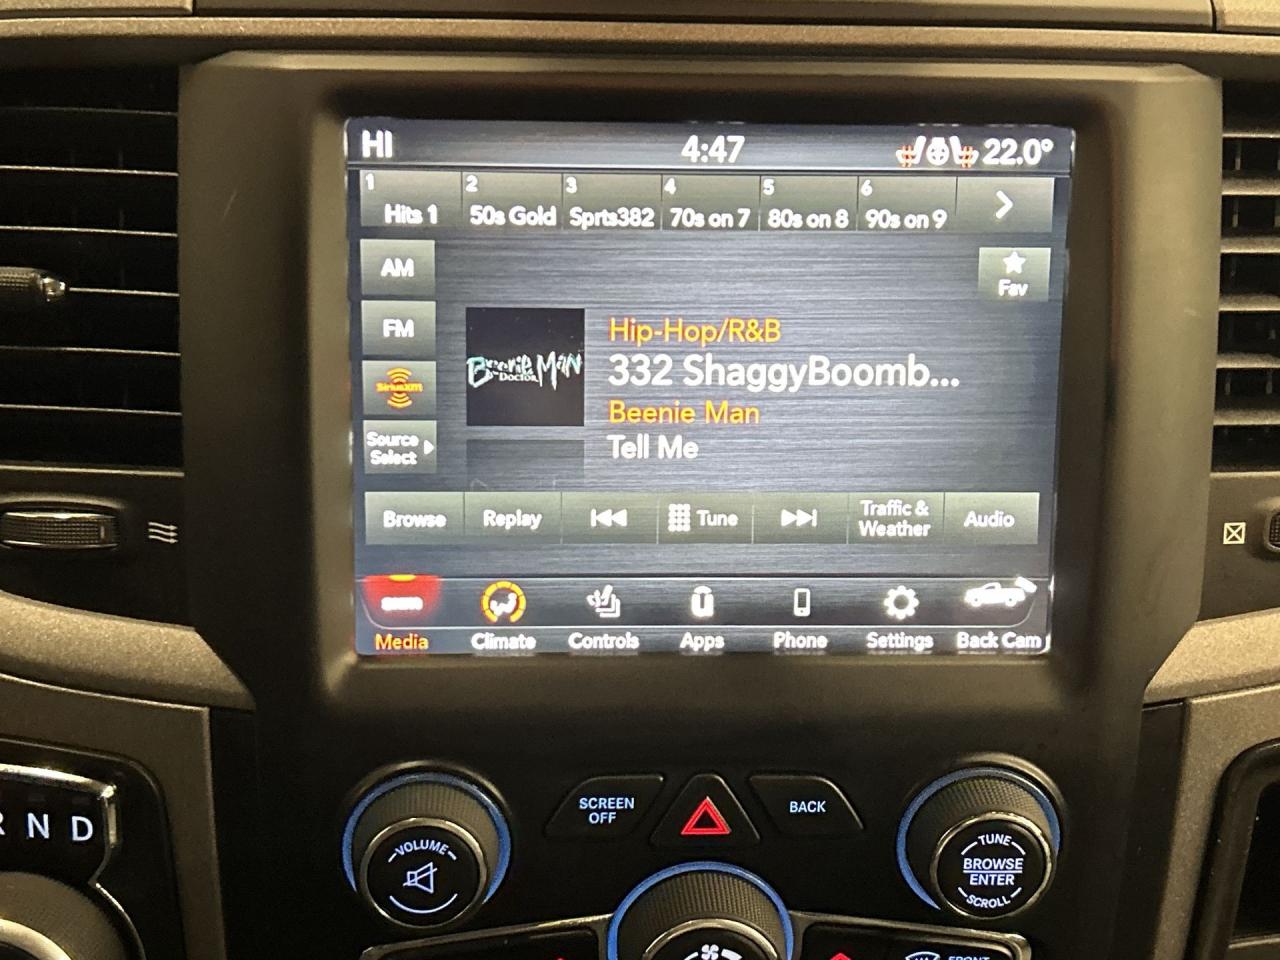 HI 4:47 22.0°
1 2 3 4 5 6
Hits 1 50s Gold Sprts382 70s on 7 80s on 8 90s on 9
AM
Fav
FM
Hip-Hop/R&B
332 ShaggyBoomb...
Beenie Man
Tell Me
Beenie Man
The Doctor
SiriusXM
Source
Select
Browse Replay Tune Traffic &
Weather Audio
Media Climate Controls Apps Phone Settings Back Cam
R N D
SCREEN
OFF
BACK
VOLUME
TUNE
BROWSE
ENTER
SCROLL
FRONT